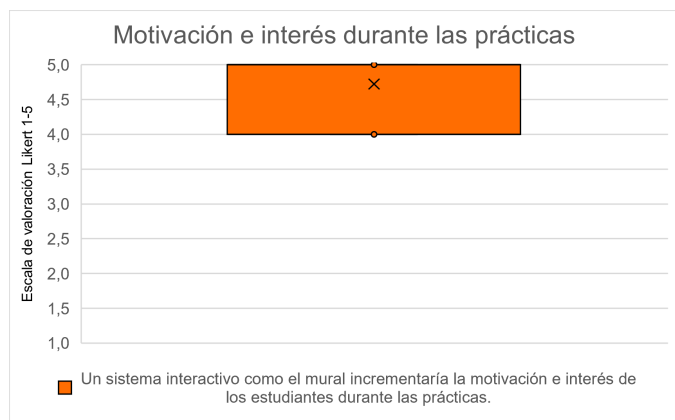 Motivación e interés durante las prácticas
Escala de valoración Likert 1-5
5,0
4,5
4,0
3,5
3,0
2,5
2,0
1,5
1,0
Un sistema interactivo como el mural incrementaría la motivación e interés de
los estudiantes durante las prácticas.